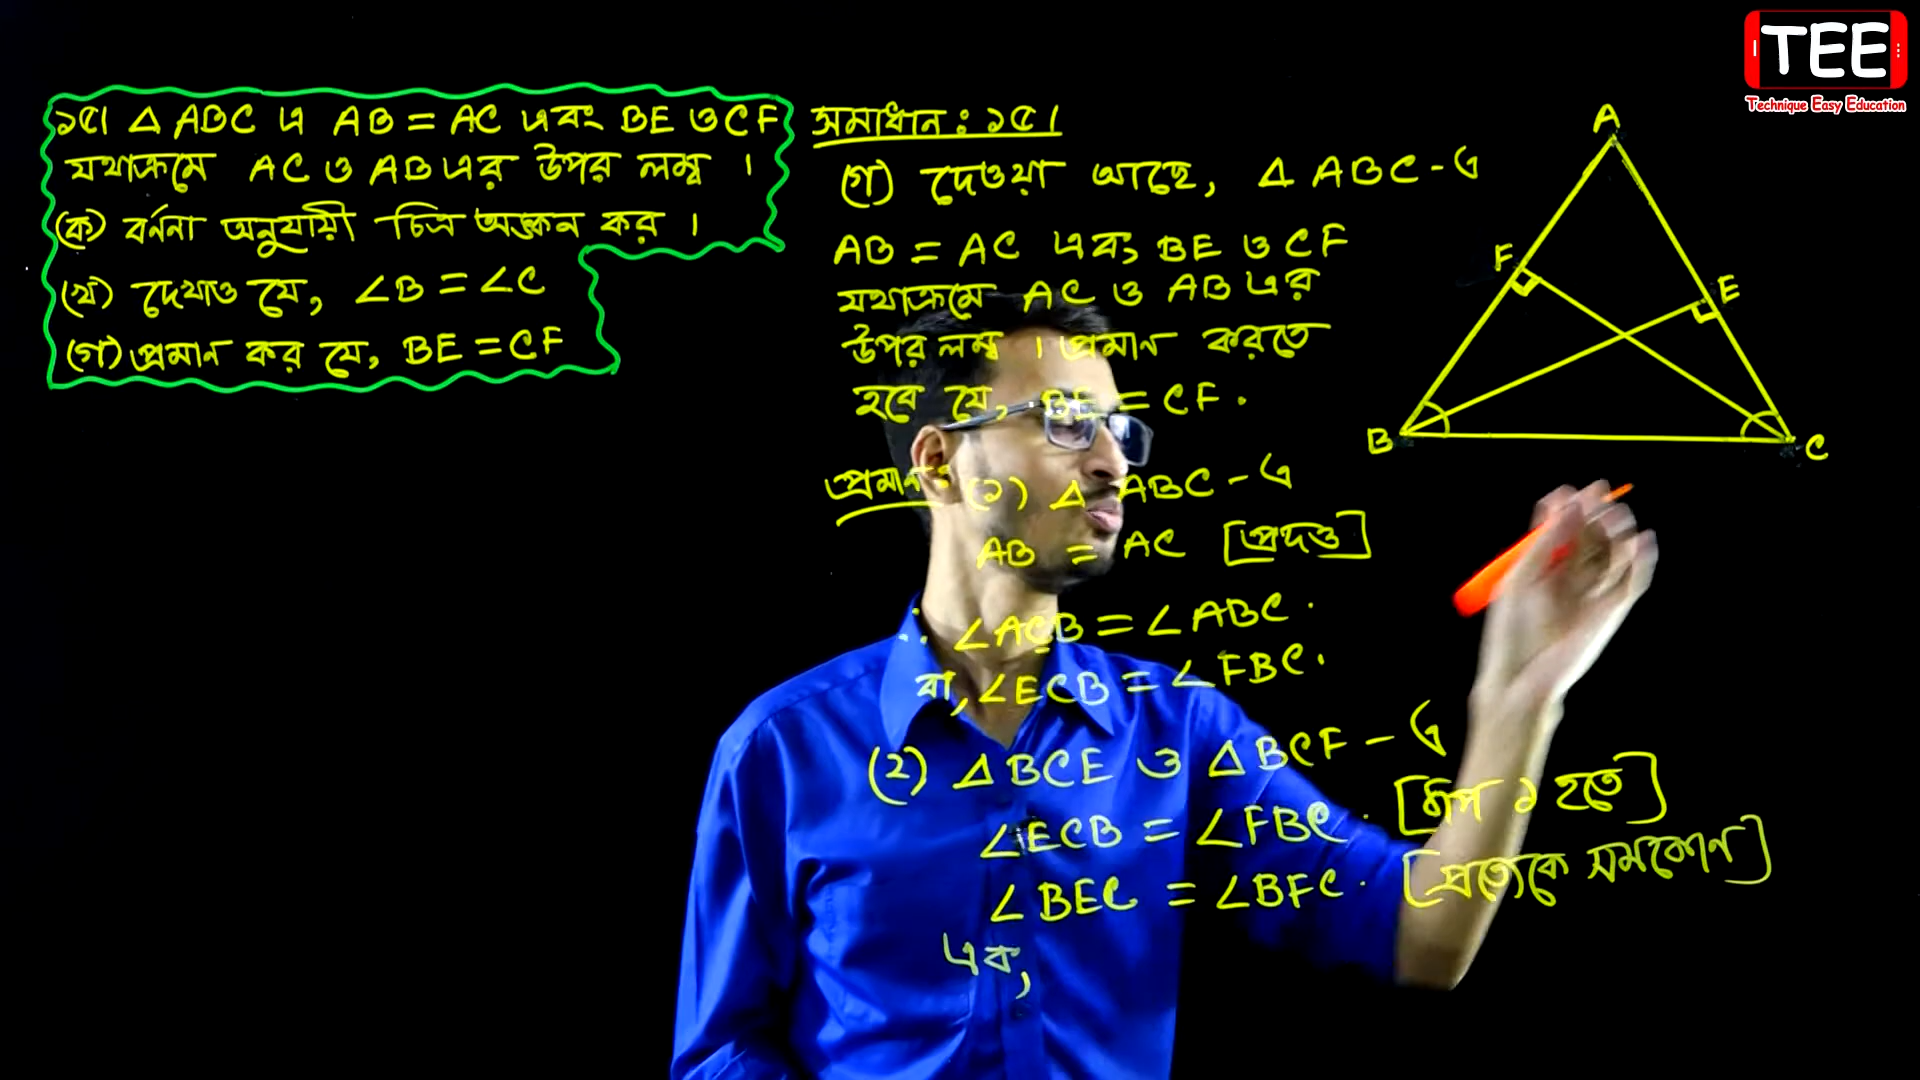 TEE
Technique Easy Education
১৫। △ ABC এ AB = AC এবং BE ও CF
যথাক্রমে AC ও AB এর উপর লম্ব ।
(ক) বর্ননা অনুযায়ী চিত্র অঙ্কন কর ।
(খ) দেখাও যে, ∠B = ∠C
(গ) প্রমান কর যে, BE = CF
সমাধান : ১৫।
(গ) দেওয়া আছে, △ ABC - এ
AB = AC এবং BE ও CF
যথাক্রমে AC ও AB এর
উপর লম্ব । প্রমান করতে
হবে যে, BE = CF .
প্রমান : (১) △ ABC - এ
AB = AC [প্রদত্ত]
∴ ∠ACB = ∠ABC .
বা, ∠ECB = ∠FBC .
(২) △BCE ও △BCF - এ
∠ECB = ∠FBC . [ধাপ ১ হতে]
∠BEC = ∠BFC . [প্রত্যেকে সমকোণ]
এবং,
A
F
E
B
C